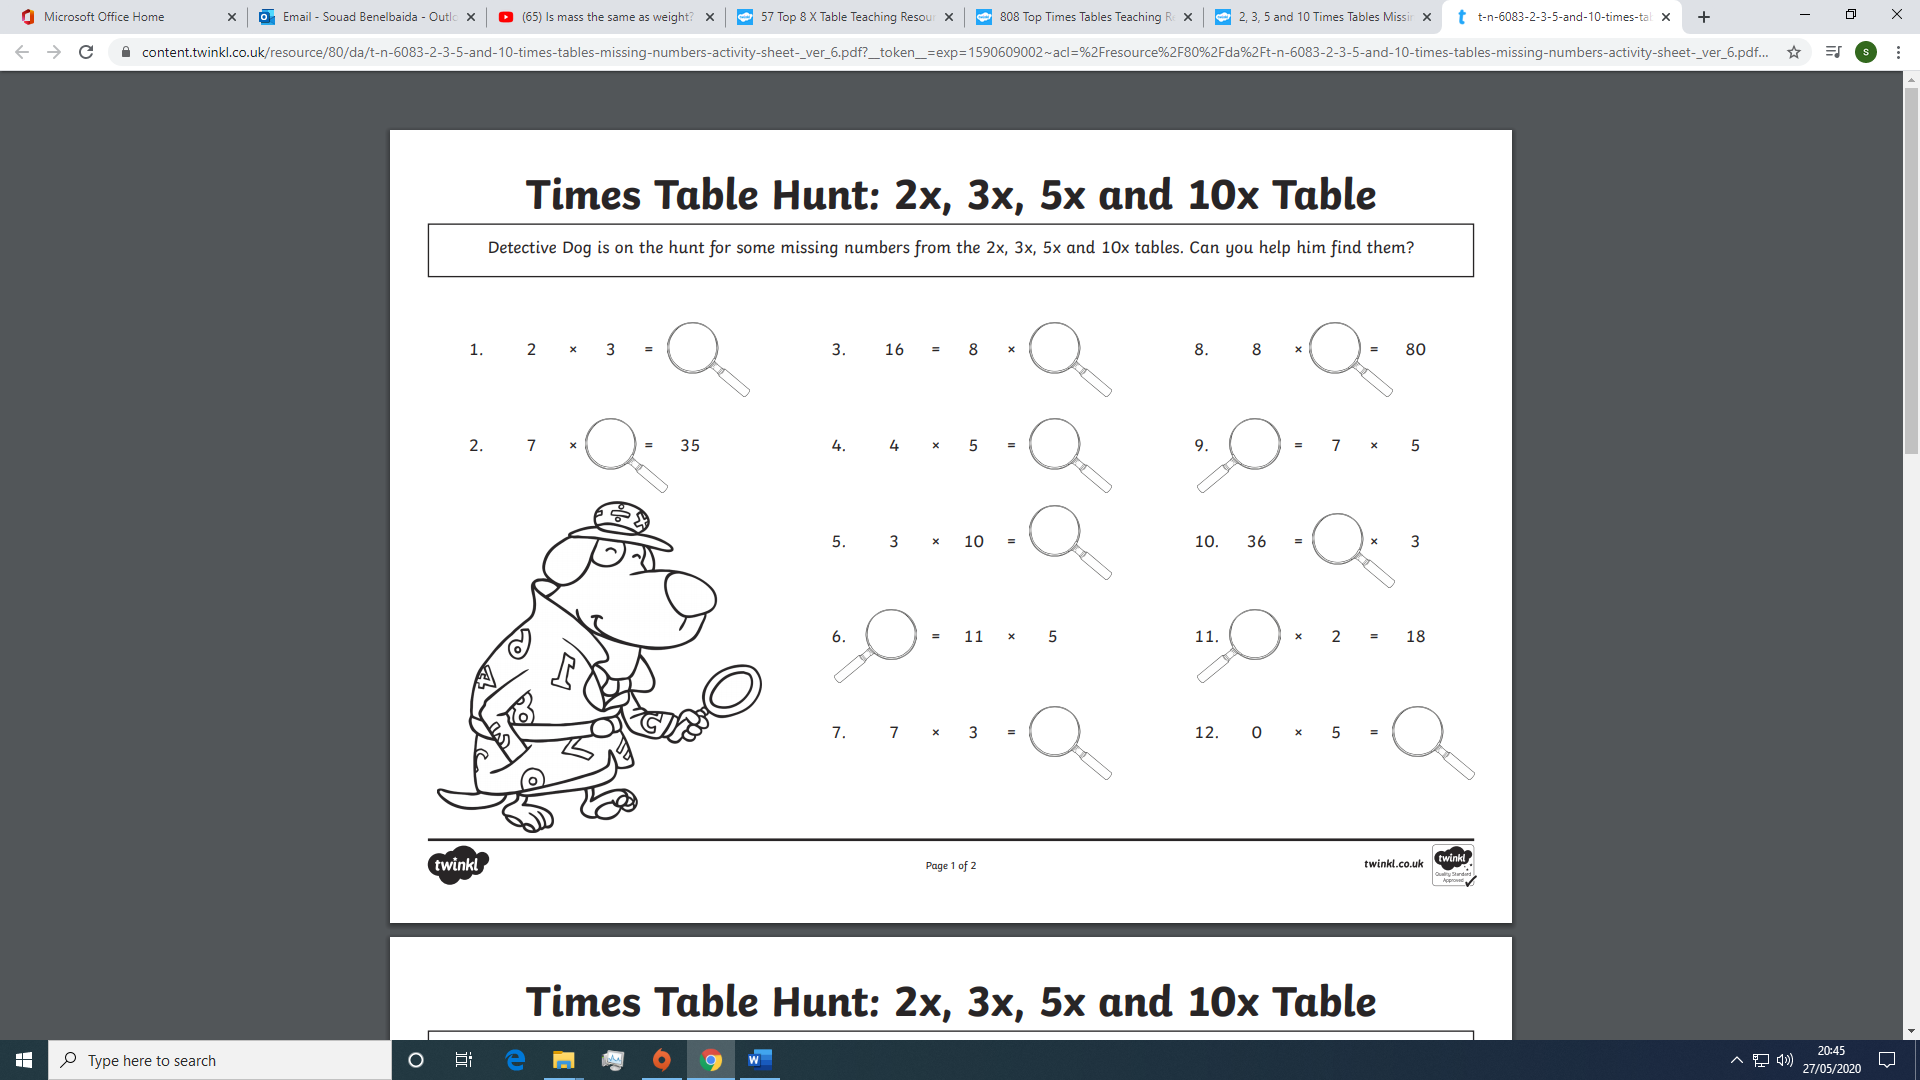 Microsoft Office Home
Email - Souad Benelbaida - Outlo
(65) Is mass the same as weight?
57 Top 8 X Table Teaching Resou
808 Top Times Tables Teaching R
2, 3, 5 and 10 Times Tables Missin
t-n-6083-2-3-5-and-10-times-tal
content.twinkl.co.uk/resource/80/da/t-n-6083-2-3-5-and-10-times-tables-missing-numbers-activity-sheet-_ver_6.pdf?__token__=exp=1590609002~acl=%2Fresource%2F80%2Fda%2Ft-n-6083-2-3-5-and-10-times-tables-missing-numbers-activity-sheet-_ver_6.pdf...
s
Times Table Hunt: 2x, 3x, 5x and 10x Table
Detective Dog is on the hunt for some missing numbers from the 2x, 3x, 5x and 10x tables. Can you help him find them?
1. 2 × 3 =
2. 7 × = 35
3. 16 = 8 ×
4. 4 × 5 =
5. 3 × 10 =
6. = 11 × 5
7. 7 × 3 =
8. 8 × = 80
9. = 7 × 5
10. 36 = × 3
11. × 2 = 18
12. 0 × 5 =
twinkl
Page 1 of 2
twinkl.co.uk
twinkl
Quality Standard
Approved
Times Table Hunt: 2x, 3x, 5x and 10x Table
Type here to search
20:45
27/05/2020